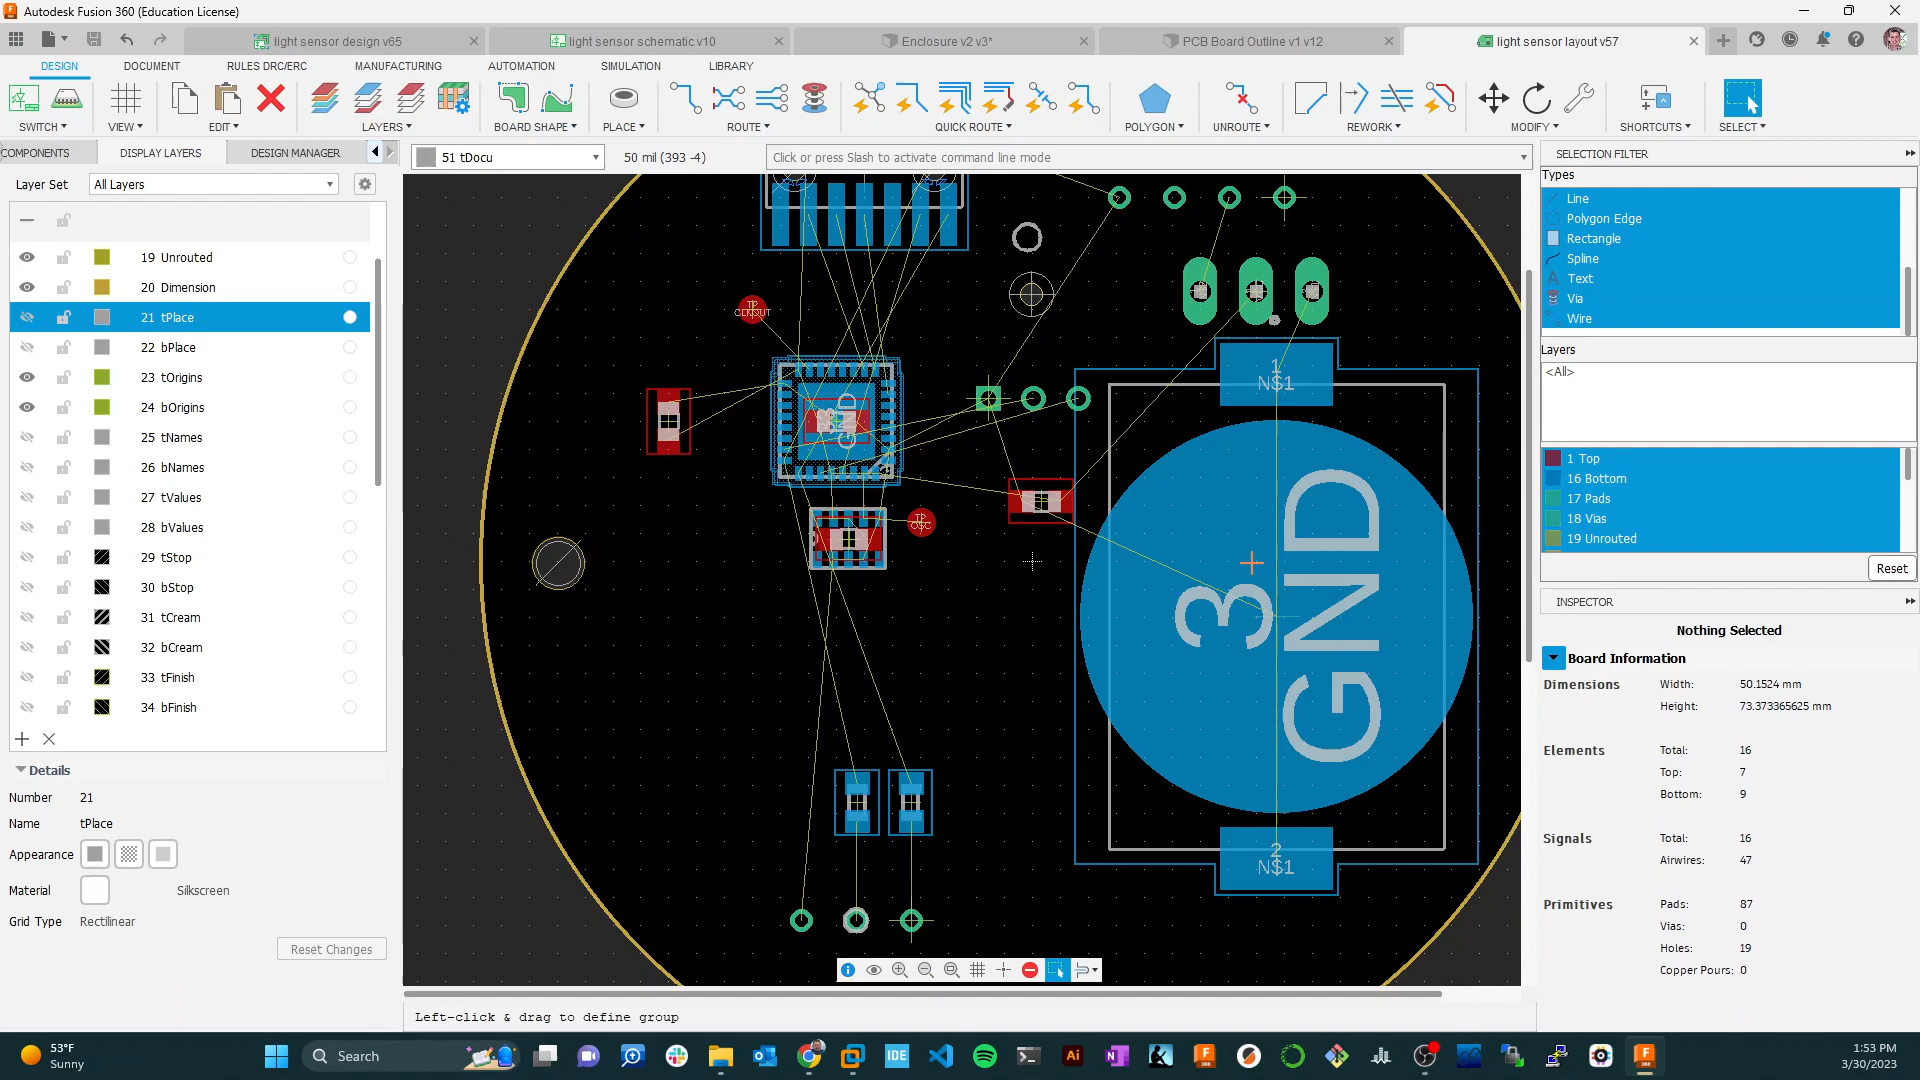 Autodesk Fusion 360 (Education License)
light sensor design v65
light sensor schematic v10
Enclosure v2 v3*
PCB Board Outline v1 v12
light sensor layout v57
DESIGN
DOCUMENT
RULES DRC/ERC
MANUFACTURING
AUTOMATION
SIMULATION
LIBRARY
SWITCH
VIEW
EDIT
LAYERS
BOARD SHAPE
PLACE
ROUTE
QUICK ROUTE
POLYGON
UNROUTE
REWORK
MODIFY
SHORTCUTS
SELECT
COMPONENTS
DISPLAY LAYERS
DESIGN MANAGER
51 tDocu
50 mil (393 -4)
Click or press Slash to activate command line mode
SELECTION FILTER
Layer Set
All Layers
19 Unrouted
20 Dimension
21 tPlace
22 bPlace
23 tOrigins
24 bOrigins
25 tNames
26 bNames
27 tValues
28 bValues
29 tStop
30 bStop
31 tCream
32 bCream
33 tFinish
34 bFinish
Details
Number 21
Name tPlace
Appearance
Material Silkscreen
Grid Type Rectilinear
Reset Changes
TP
CLKOUT
33
GND
TP
OSC
1
N$1
3
GND
2
N$1
Left-click & drag to define group
Types
Line
Polygon Edge
Rectangle
Spline
Text
Via
Wire
Layers
<All>
1 Top
16 Bottom
17 Pads
18 Vias
19 Unrouted
Reset
INSPECTOR
Nothing Selected
Board Information
Dimensions Width: 50.1524 mm
Height: 73.373365625 mm
Elements Total: 16
Top: 7
Bottom: 9
Signals Total: 16
Airwires: 47
Primitives Pads: 87
Vias: 0
Holes: 19
Copper Pours: 0
53°F
Sunny
Search
IDE
Ai
1:53 PM
3/30/2023